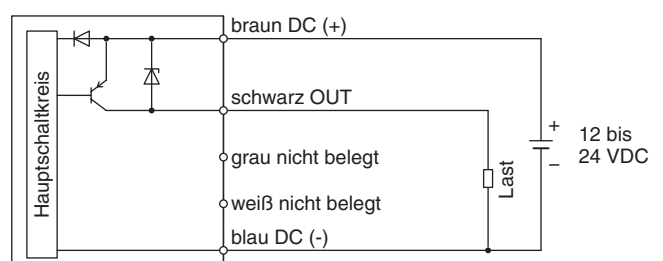 braun DC (+)
Hauptschaltkreis
schwarz OUT
grau nicht belegt
weiß nicht belegt
blau DC (-)
Last
+
–
12 bis
24 VDC